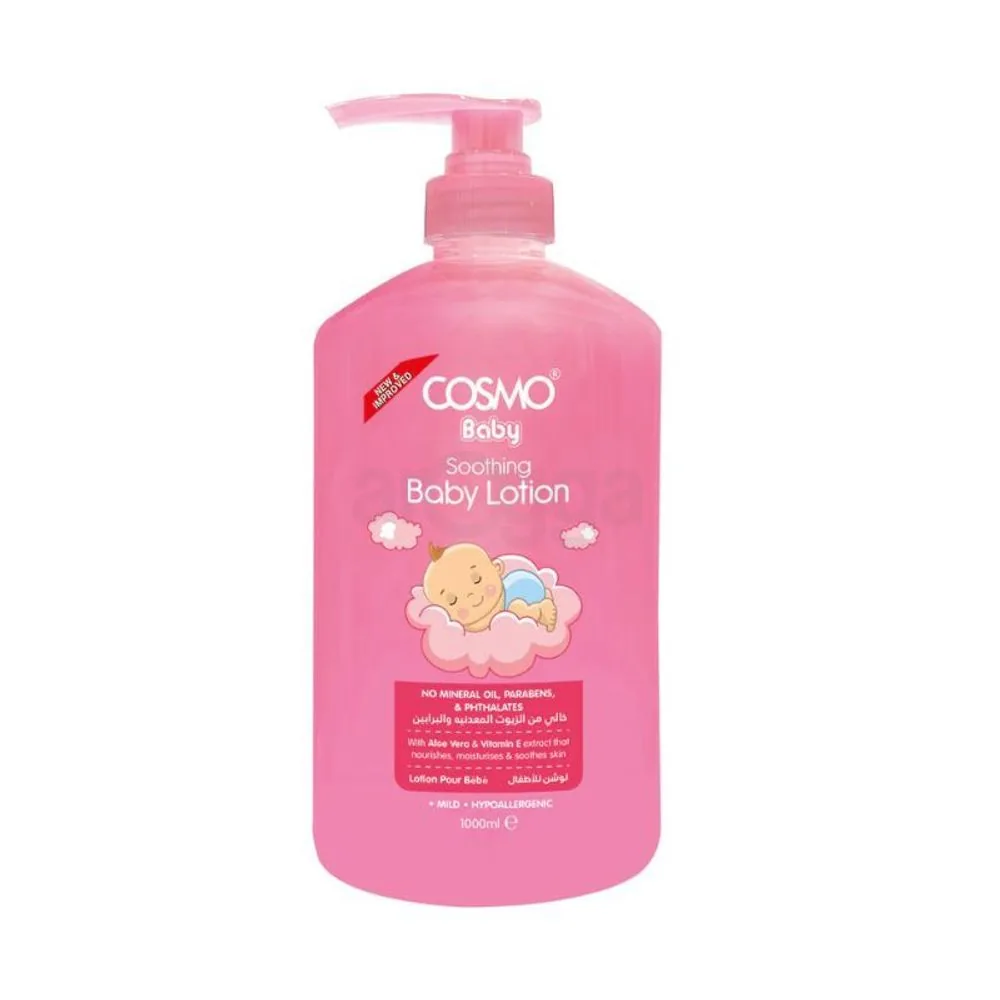 NEW &
IMPROVED
COSMO®
Baby
Soothing
Baby Lotion
NO MINERAL OIL, PARABENS,
& PHTHALATES
خالي من الزيوت المعدنيه والبرابين
With Aloe Vera & Vitamin E extract that
nourishes, moisturises & soothes skin
Lotion Pour Bébé لوشن للأطفال
• MILD • HYPOALLERGENIC
1000ml ℮